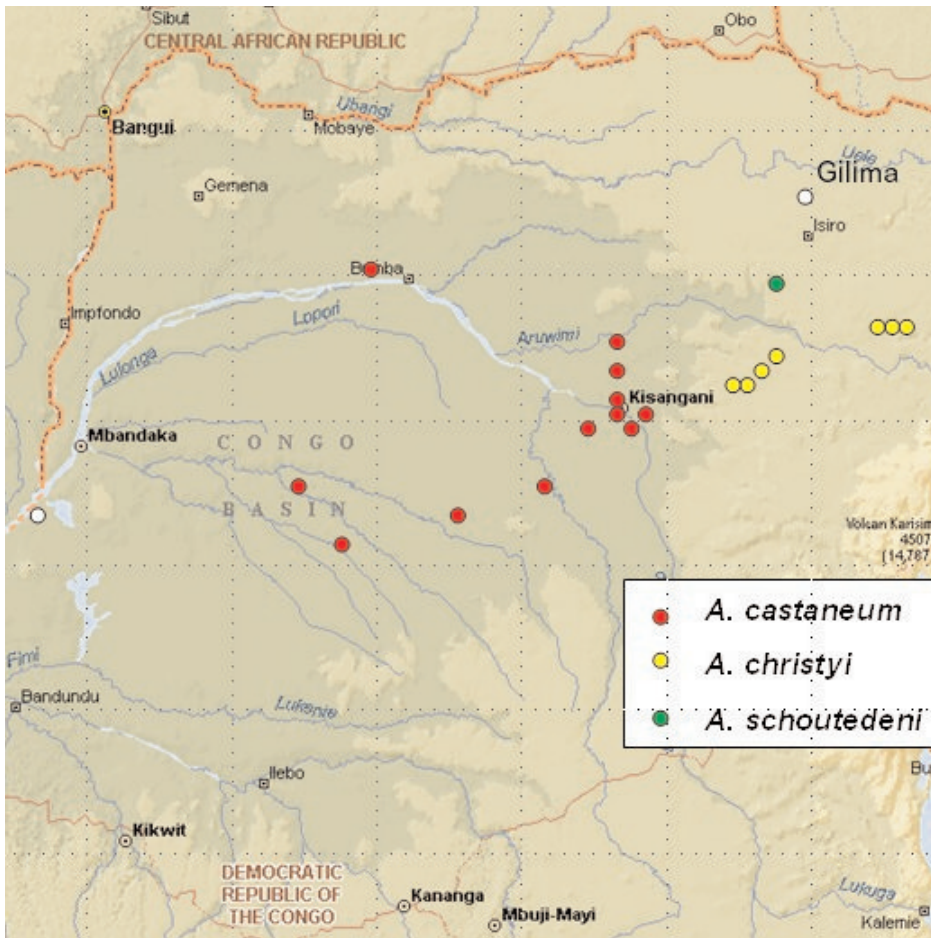 Sibut
Obo
CENTRAL AFRICAN REPUBLIC
Ubangi
Bangui
Mobaye
Uele
Gilima
Gemena
Isiro
Impfondo
Lopori
Aruwimi
Lulonga
Kisangani
Mbandaka
CONGO
BASIN
Volcan Karisim
4507
(14,787
A. castaneum
A. christyi
A. schoutedeni
Fimi
Bandundu
Lukenie
Ilebo
Bu
Kikwit
DEMOCRATIC
REPUBLIC OF
THE CONGO
Kananga
Mbuji-Mayi
Lukuga
Kalemie